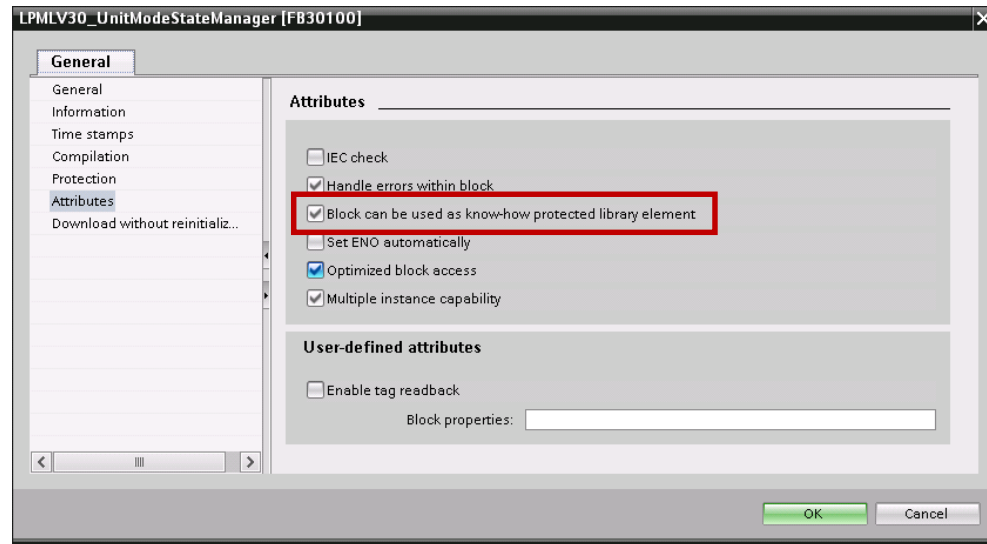 LPMLV30_UnitModeStateManager [FB30100]
General
General
Information
Time stamps
Compilation
Protection
Attributes
Download without reinitializ...
Attributes
IEC check
Handle errors within block
Block can be used as know-how protected library element
Set ENO automatically
Optimized block access
Multiple instance capability
User-defined attributes
Enable tag readback
Block properties:
OK
Cancel